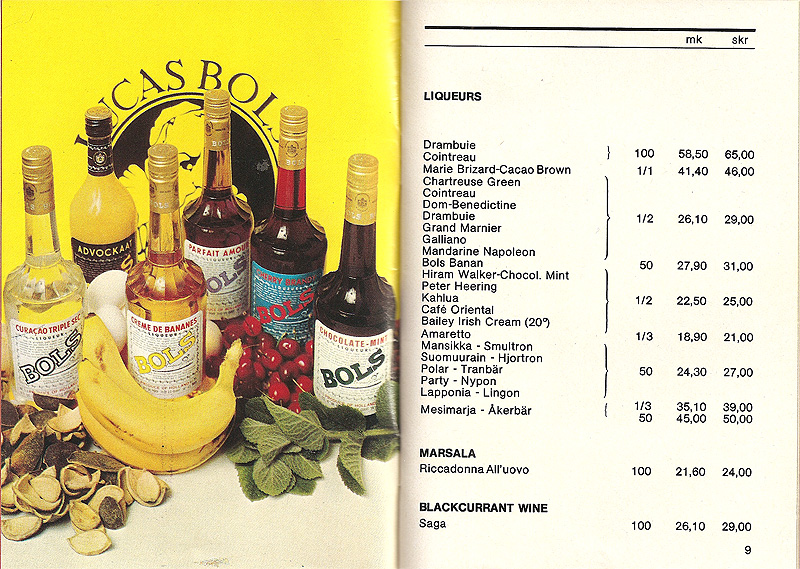 LUCAS BOLS
ADVOCKAAT
PARFAIT AMOUR
LIQUEUR
BOLS
CHERRY BRANDY
BOLS
CURAÇAO TRIPLE SEC
LIQUEUR
BOLS
CREME DE BANANES
LIQUEUR
BOLS
CHOCOLATE-MINT
LIQUEUR
BOLS
mk skr
LIQUEURS
Drambuie
Cointreau } 100 58,50 65,00
Marie Brizard-Cacao Brown 1/1 41,40 46,00
Chartreuse Green
Cointreau
Dom-Benedictine
Drambuie } 1/2 26,10 29,00
Grand Marnier
Galliano
Mandarine Napoleon
Bols Banan 50 27,90 31,00
Hiram Walker-Chocol. Mint
Peter Heering
Kahlua } 1/2 22,50 25,00
Café Oriental
Bailey Irish Cream (20°)
Amaretto 1/3 18,90 21,00
Mansikka - Smultron
Suomuurain - Hjortron
Polar - Tranbär } 50 24,30 27,00
Party - Nypon
Lapponia - Lingon
Mesimarja - Åkerbär { 1/3 35,10 39,00
50 45,00 50,00
MARSALA
Riccadonna All'uovo 100 21,60 24,00
BLACKCURRANT WINE
Saga 100 26,10 29,00
9